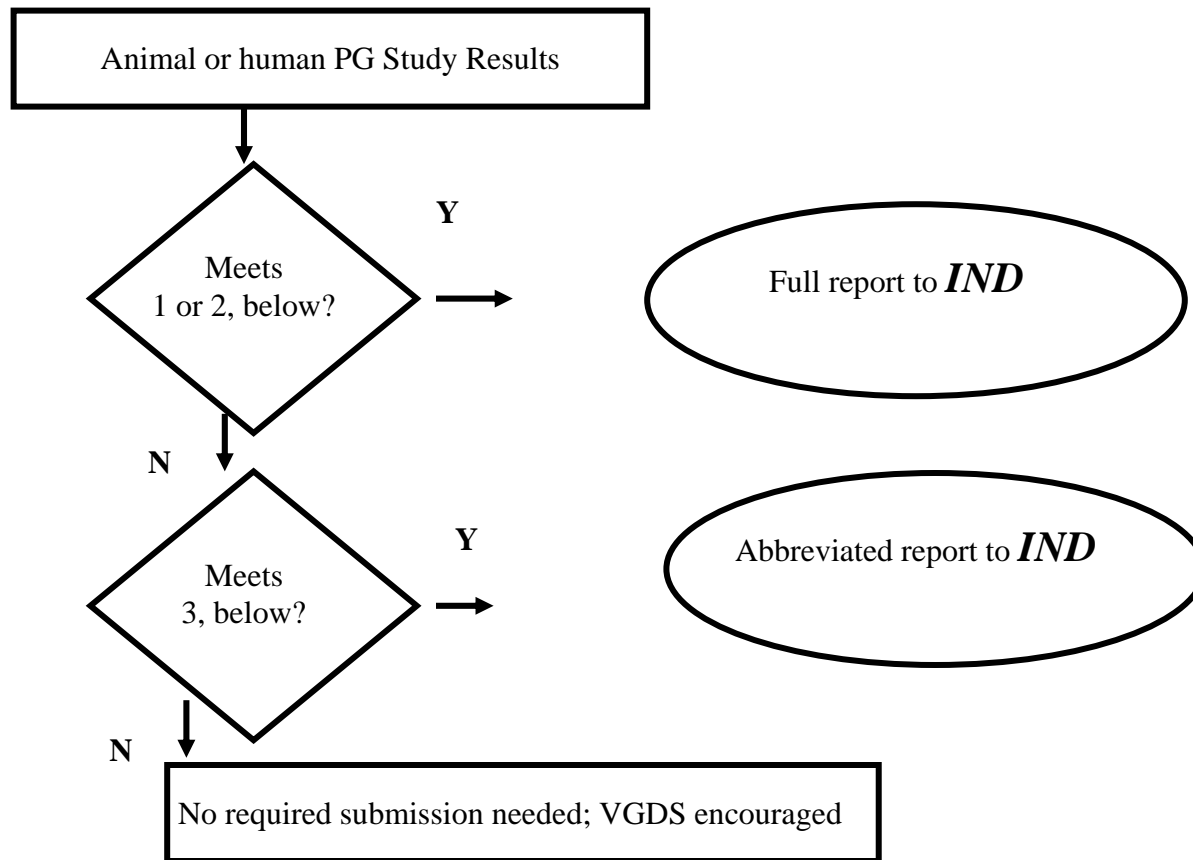 Animal or human PG Study Results
Y
Meets
1 or 2, below?
Full report to IND
N
Y
Meets
3, below?
Abbreviated report to IND
N
No required submission needed; VGDS encouraged